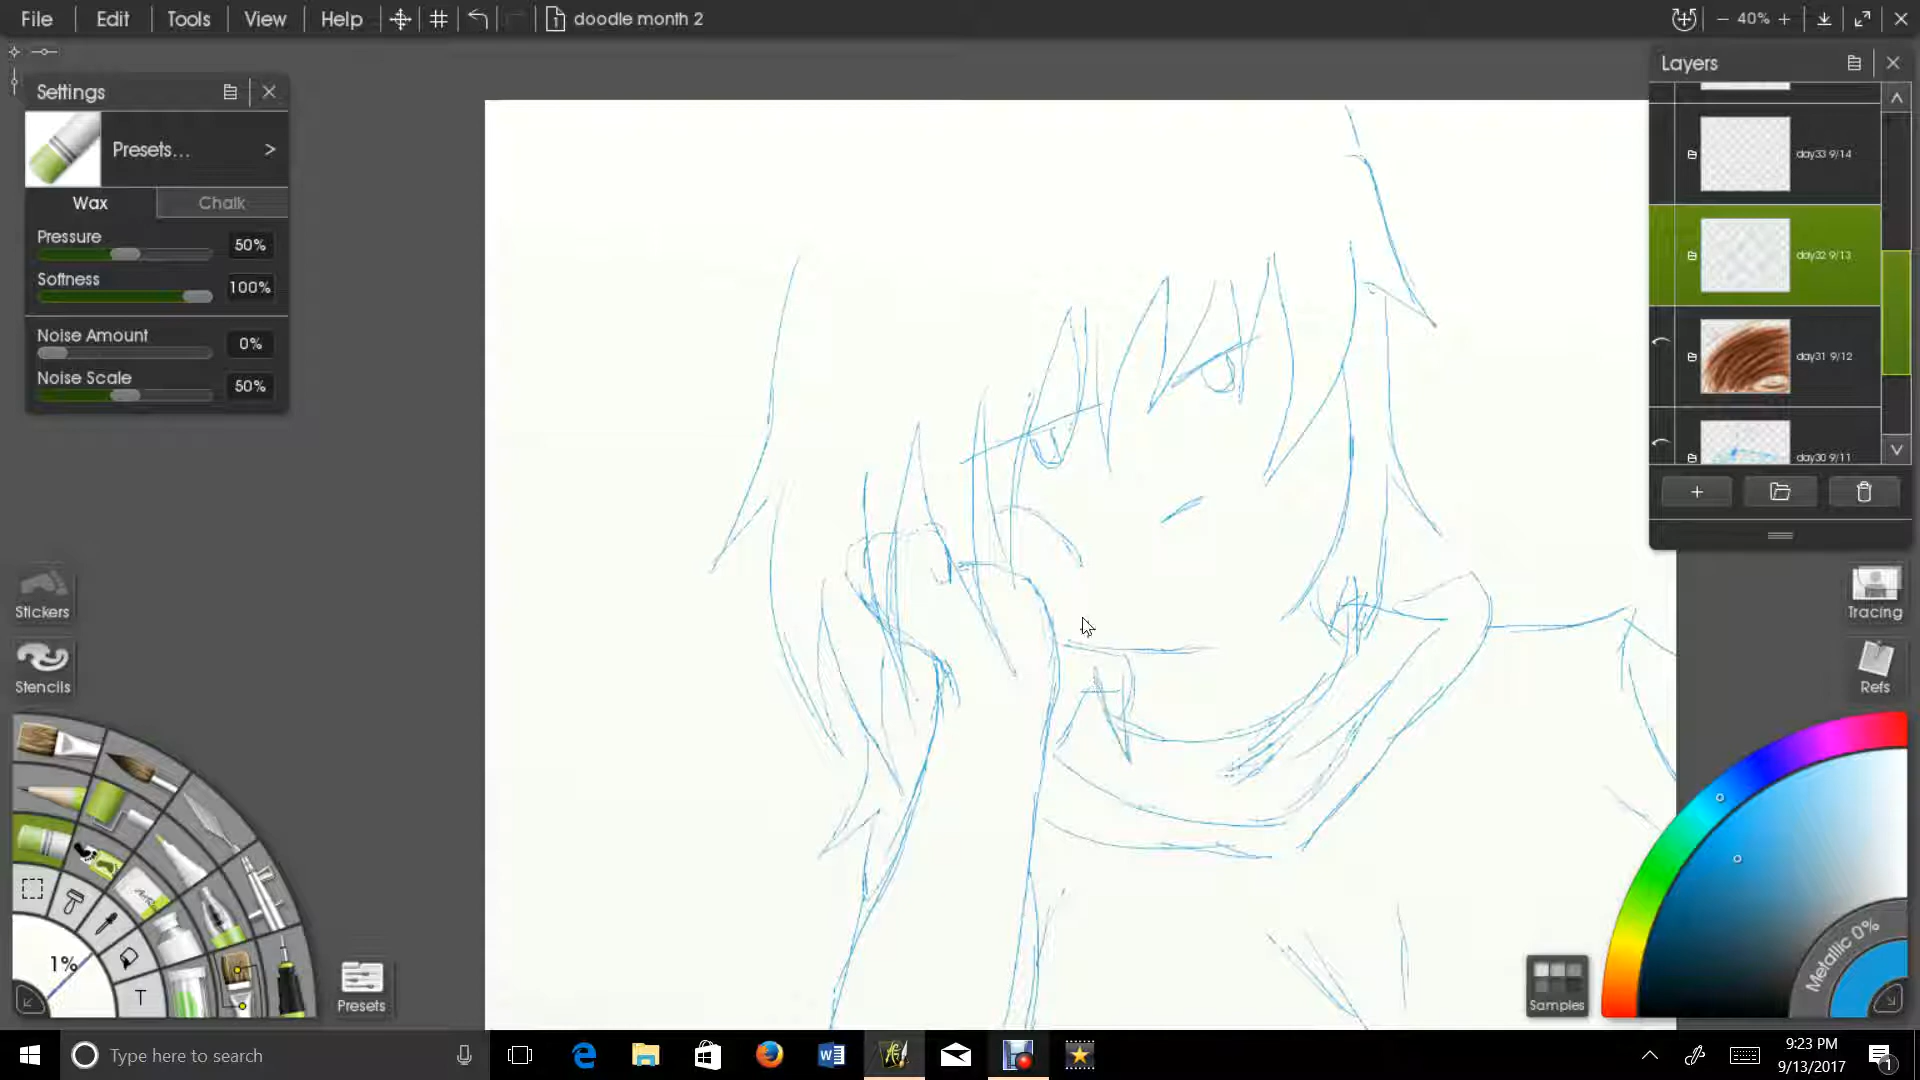 File Edit Tools View Help doodle month 2 40%
Settings
Presets...
Wax Chalk
Pressure 50%
Softness 100%
Noise Amount 0%
Noise Scale 50%
Layers
day33 9/14
day32 9/13
day31 9/12
day30 9/11
Stickers
Stencils
Tracing
Refs
1%
T
Presets
Samples
Metallic 0%
Type here to search
9:23 PM
9/13/2017
1